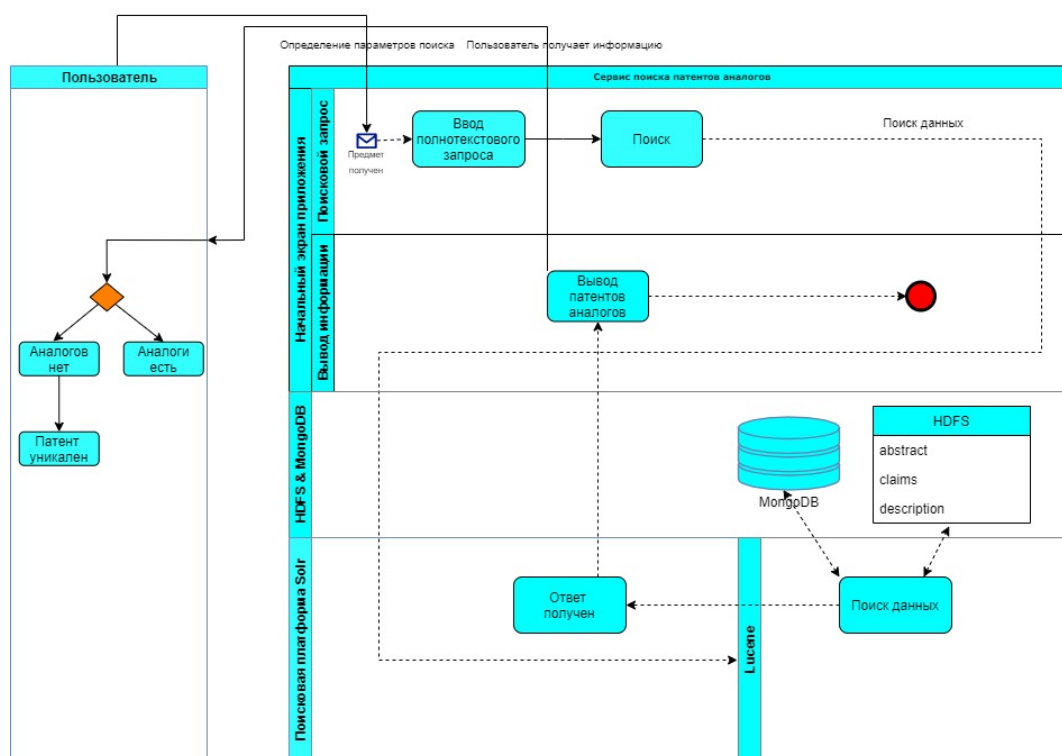 Определение параметров поиска
Пользователь получает информацию
Пользователь
Сервис поиска патентов аналогов
Начальный экран приложения
Поисковой запрос
Предмет
получен
Ввод
полнотекстового
запроса
Поиск
Поиск данных
Вывод информации
Вывод
патентов
аналогов
Аналогов
нет
Аналоги
есть
Патент
уникален
HDFS & MongoDB
MongoDB
HDFS
abstract
claims
description
Поисковая платформа Solr
Ответ
получен
Lucene
Поиск данных